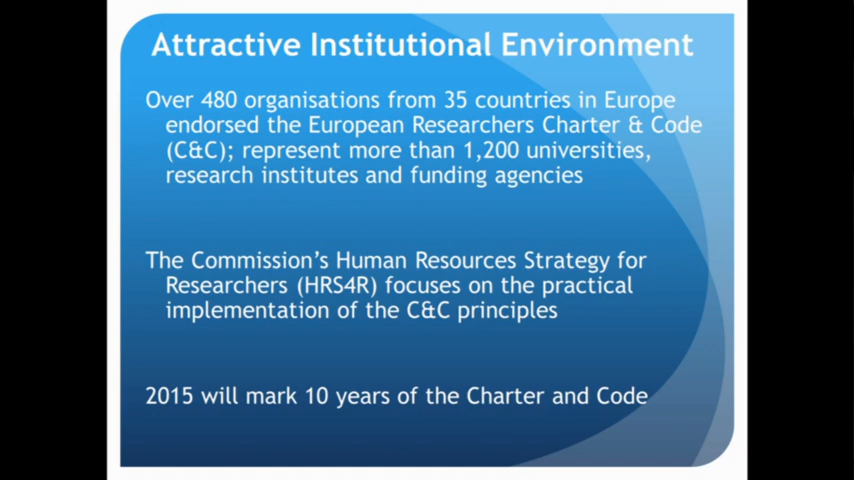 Attractive Institutional Environment
Over 480 organisations from 35 countries in Europe
endorsed the European Researchers Charter & Code
(C&C); represent more than 1,200 universities,
research institutes and funding agencies
The Commission’s Human Resources Strategy for
Researchers (HRS4R) focuses on the practical
implementation of the C&C principles
2015 will mark 10 years of the Charter and Code